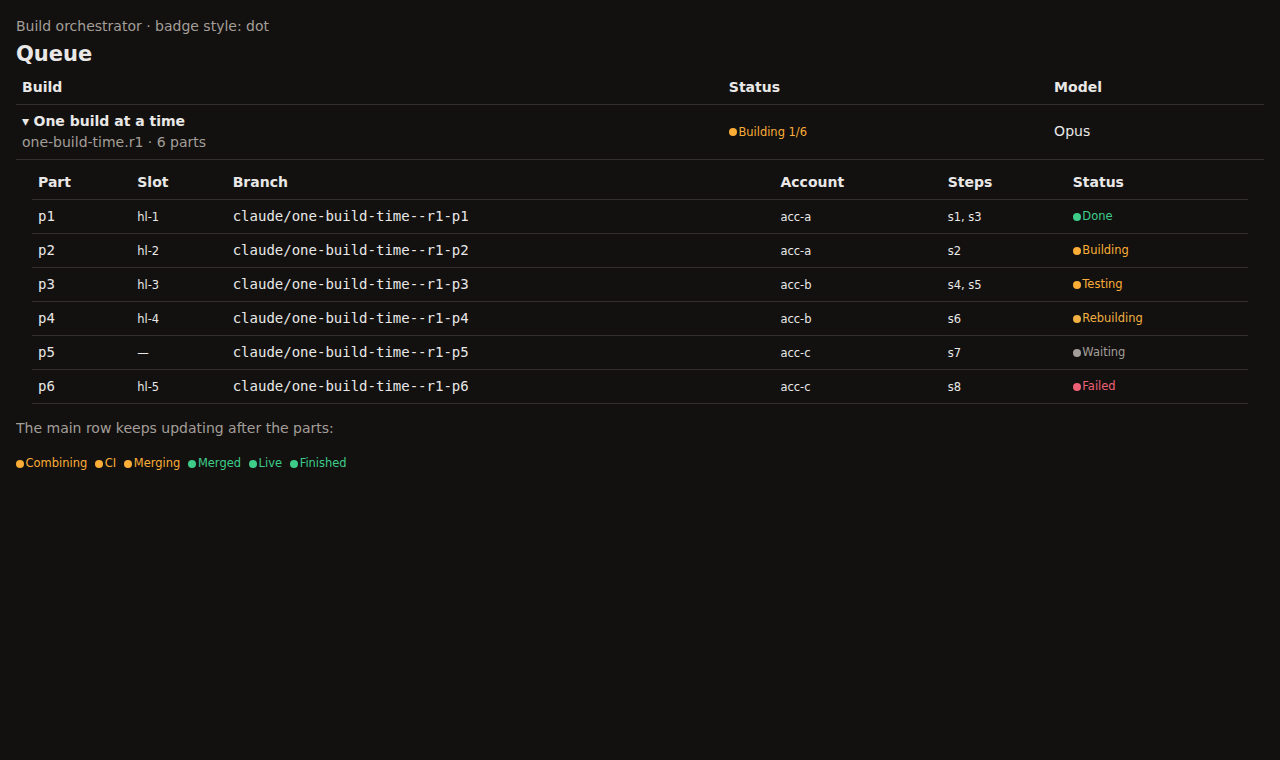 Build orchestrator · badge style: dot
Queue
Build Status Model
▾ One build at a time
one-build-time.r1 · 6 parts
Building 1/6 Opus
Part Slot Branch Account Steps Status
p1 hl-1 claude/one-build-time--r1-p1 acc-a s1, s3 Done
p2 hl-2 claude/one-build-time--r1-p2 acc-a s2 Building
p3 hl-3 claude/one-build-time--r1-p3 acc-b s4, s5 Testing
p4 hl-4 claude/one-build-time--r1-p4 acc-b s6 Rebuilding
p5 — claude/one-build-time--r1-p5 acc-c s7 Waiting
p6 hl-5 claude/one-build-time--r1-p6 acc-c s8 Failed
The main row keeps updating after the parts:
Combining CI Merging Merged Live Finished